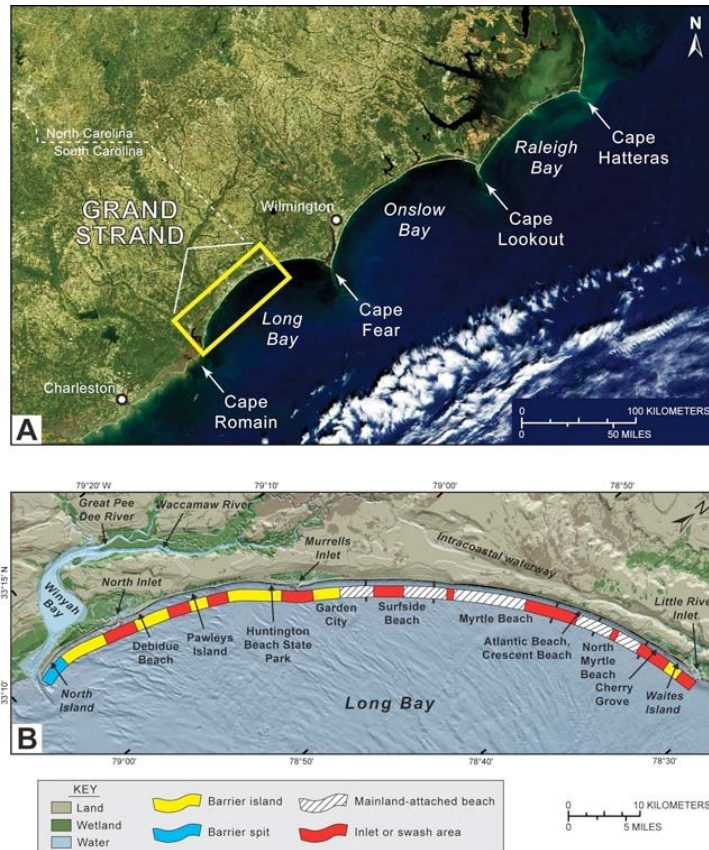 N
North Carolina
South Carolina
GRAND
STRAND
Wilmington
Raleigh
Bay
Cape
Hatteras
Onslow
Bay
Cape
Lookout
Long
Bay
Cape
Fear
Charleston
Cape
Romain
0 100 KILOMETERS
0 50 MILES
A
79°20' W
79°10'
79°00'
78°50'
Great Pee
Dee River
Waccamaw River
Murrells
Inlet
Intracoastal waterway
N
33°15' N
Winyah
Bay
North Inlet
Little River
Inlet
Debidue
Beach
Pawleys
Island
Huntington
Beach State
Park
Garden
City
Surfside
Beach
Myrtle Beach
Atlantic Beach,
Crescent Beach
North
Myrtle
Beach
Cherry
Grove
Waites
Island
33°10'
North
Island
Long Bay
B
79°00'
78°50'
78°40'
78°30'
KEY
Land
Wetland
Water
Barrier island
Barrier spit
Mainland-attached beach
Inlet or swash area
0 10 KILOMETERS
0 5 MILES